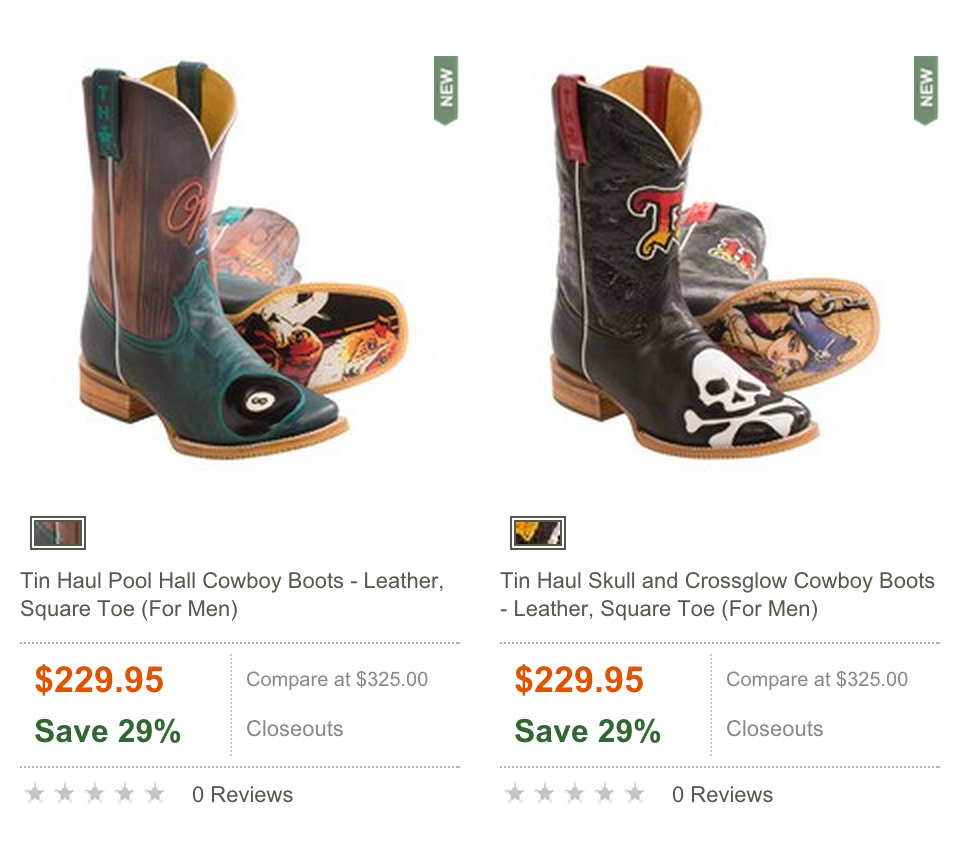 NEW
NEW
Tin Haul Pool Hall Cowboy Boots - Leather,
Square Toe (For Men)
$229.95
Compare at $325.00
Save 29%
Closeouts
0 Reviews
Tin Haul Skull and Crossglow Cowboy Boots
- Leather, Square Toe (For Men)
$229.95
Compare at $325.00
Save 29%
Closeouts
0 Reviews